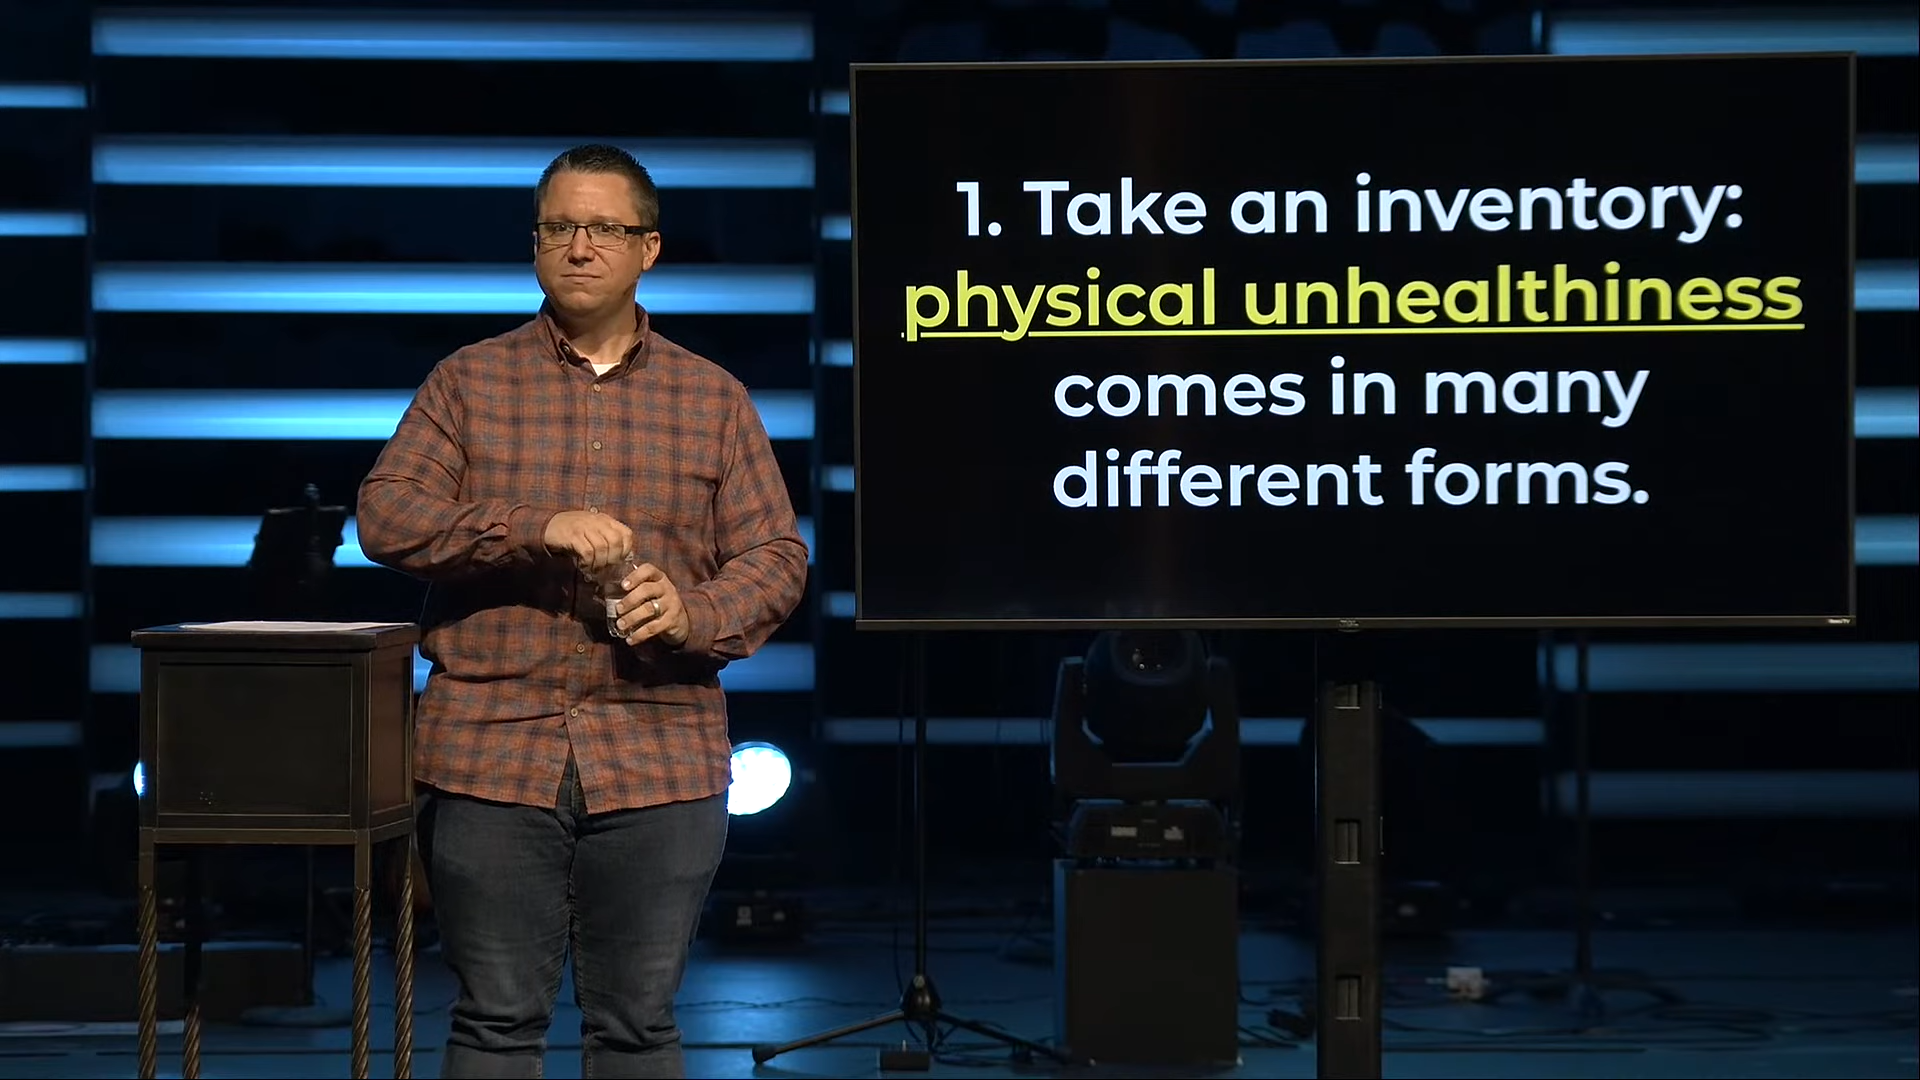 1. Take an inventory:
physical unhealthiness
comes in many
different forms.